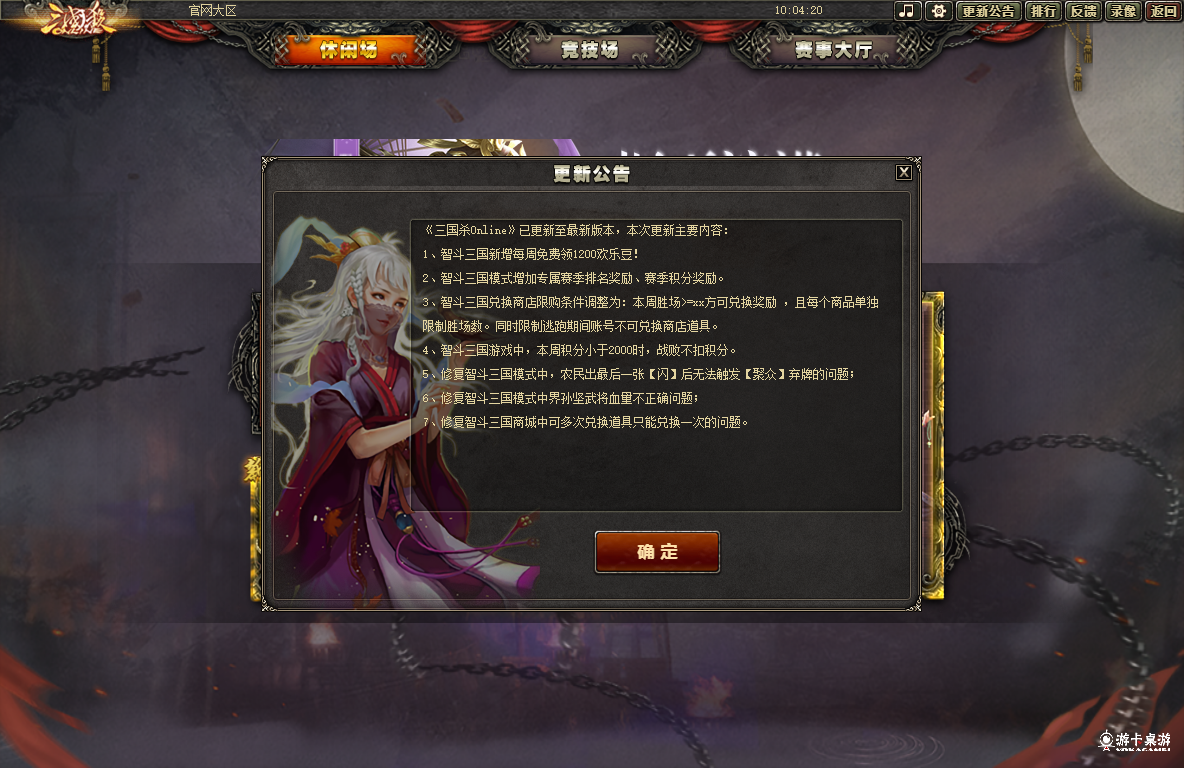 三国杀
官网大区
10:04:20
更新公告
排行
反馈
录像
返回
休闲场
竞技场
赛事大厅
更新公告
X
《三国杀Online》已更新至最新版本，本次更新主要内容：
1、智斗三国新增每周免费领1200欢乐豆！
2、智斗三国模式增加专属赛季排名奖励、赛季积分奖励。
3、智斗三国兑换商店限购条件调整为：本周胜场>=xx方可兑换奖励 ，且每个商品单独
限制胜场数。同时限制逃跑期间账号不可兑换商店道具。
4、智斗三国游戏中，本周积分小于2000时，战败不扣积分。
5、修复智斗三国模式中，农民出最后一张【闪】后无法触发【聚众】弃牌的问题；
6、修复智斗三国模式中界孙坚武将血量不正确问题；
7、修复智斗三国商城中可多次兑换道具只能兑换一次的问题。
确定
游卡桌游